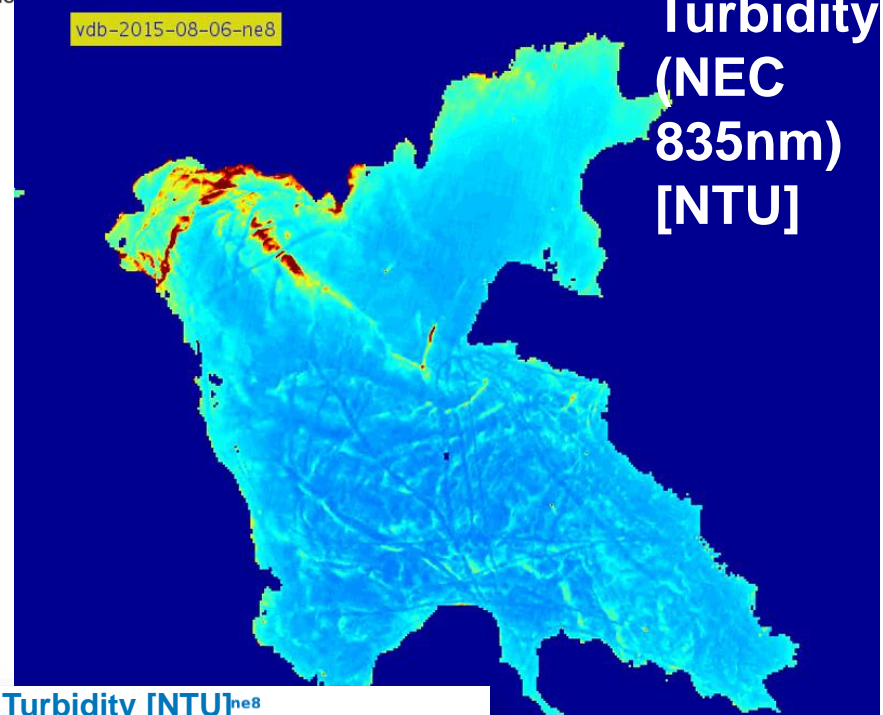 vdb-2015-08-06-ne8
Turbidity
(NEC
835nm)
[NTU]
Turbidity [NTU]ne8